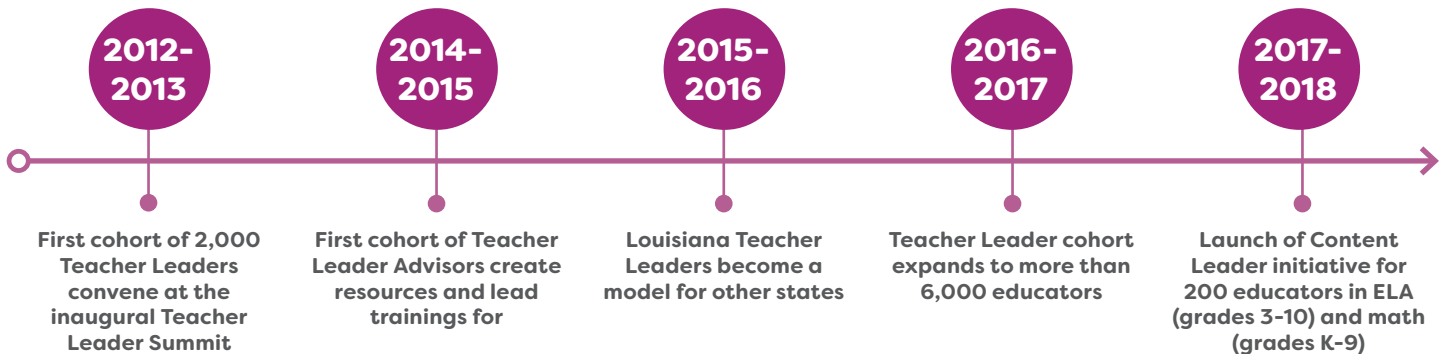 2012-
2013
2014-
2015
2015-
2016
2016-
2017
2017-
2018
First cohort of 2,000
Teacher Leaders
convene at the
inaugural Teacher
Leader Summit
First cohort of Teacher
Leader Advisors create
resources and lead
trainings for
Louisiana Teacher
Leaders become a
model for other states
Teacher Leader cohort
expands to more than
6,000 educators
Launch of Content
Leader initiative for
200 educators in ELA
(grades 3-10) and math
(grades K-9)